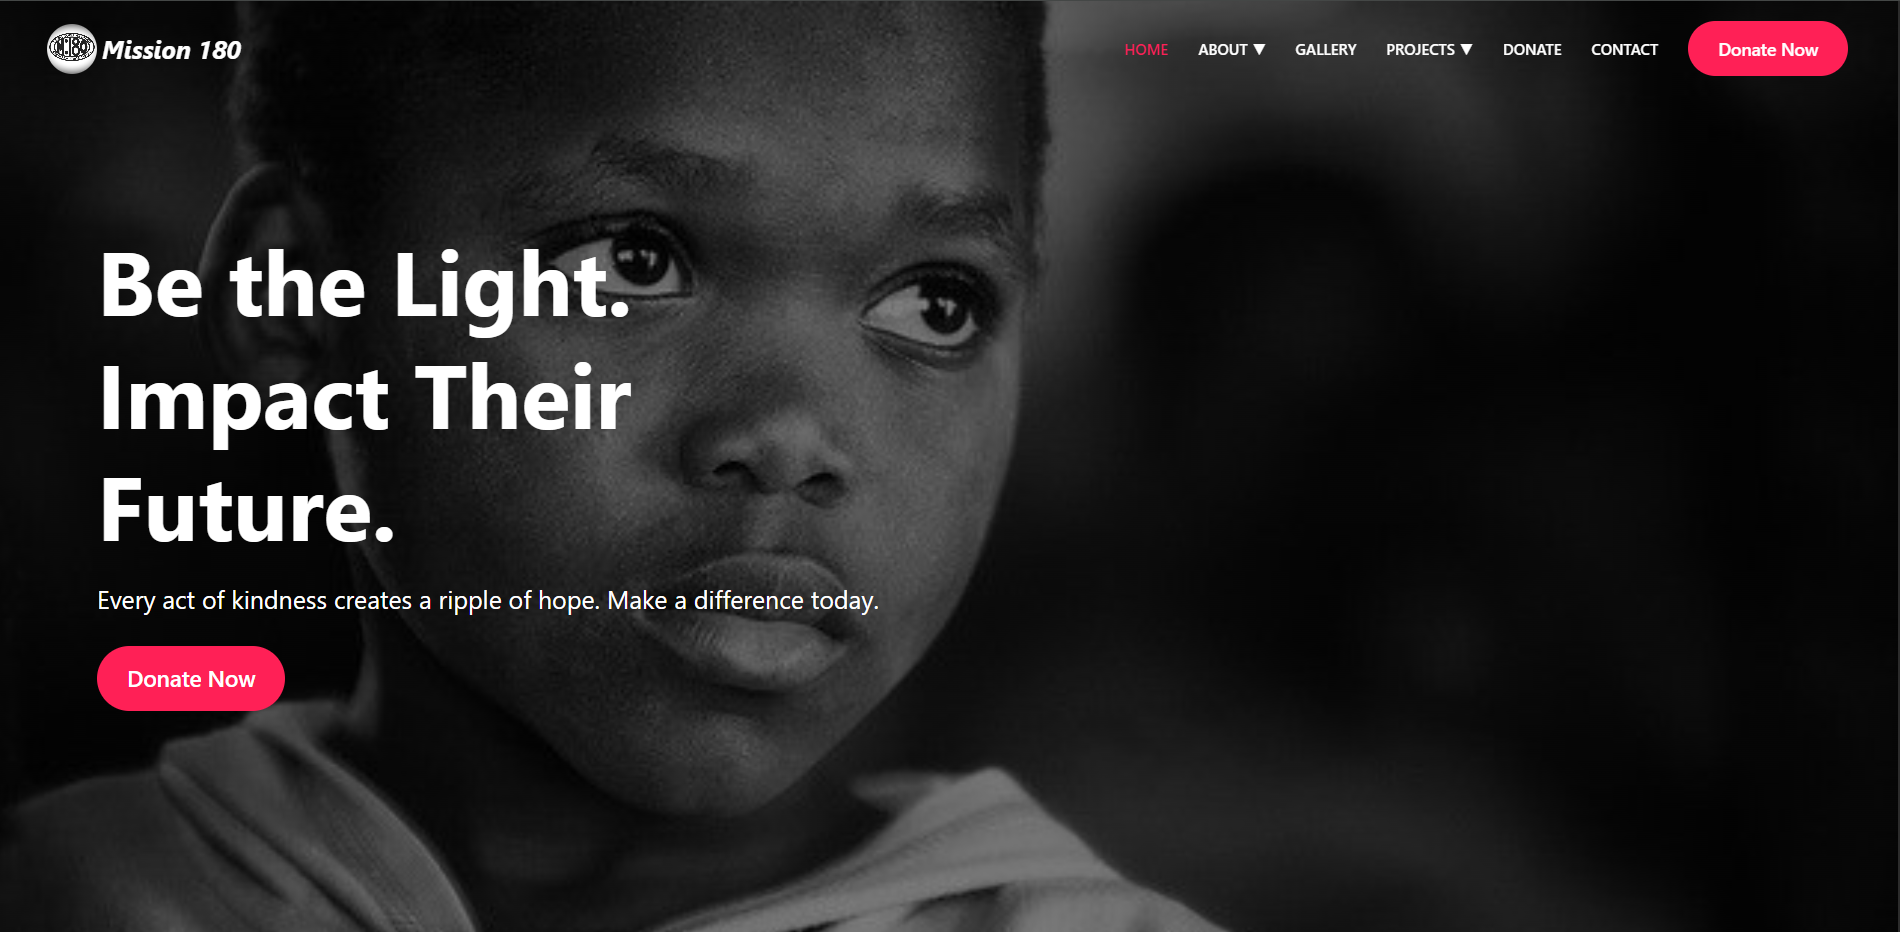 Mission 180
HOME ABOUT ▼ GALLERY PROJECTS ▼ DONATE CONTACT Donate Now
Be the Light.
Impact Their
Future.
Every act of kindness creates a ripple of hope. Make a difference today.
Donate Now